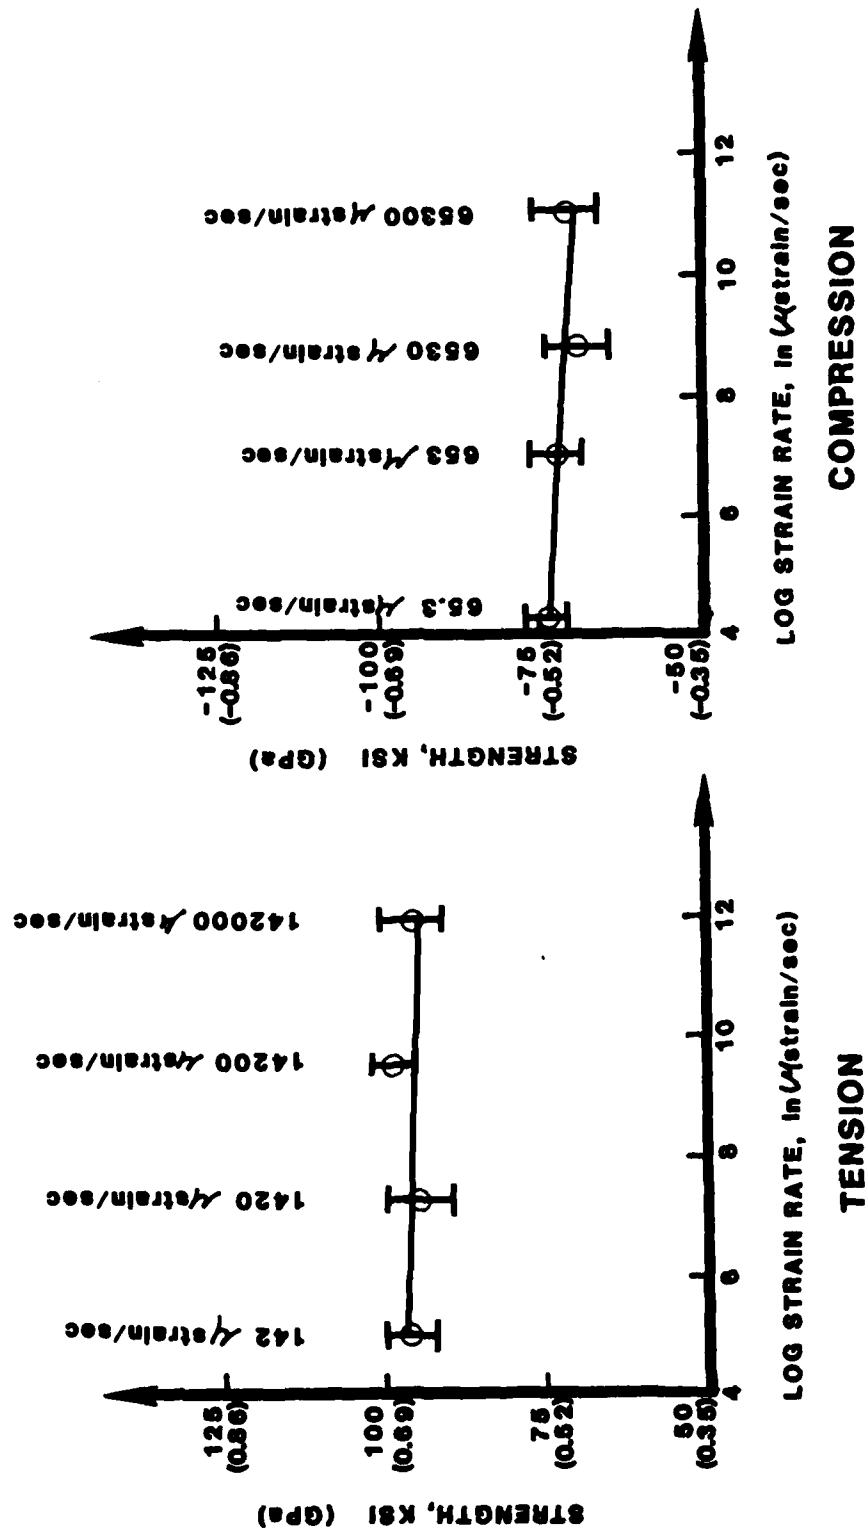 STRENGTH, KSI (GPa)
125
(0.86)
100
(0.69)
75
(0.52)
50
(0.35)
142 μstrain/sec
1420 μstrain/sec
14200 μstrain/sec
142000 μstrain/sec
4
6
8
10
12
LOG STRAIN RATE, ln (μstrain/sec)
TENSION
STRENGTH, KSI (GPa)
-125
(-0.86)
-100
(-0.69)
-75
(-0.52)
-50
(-0.35)
65.3 μstrain/sec
653 μstrain/sec
6530 μstrain/sec
65300 μstrain/sec
4
6
8
10
12
LOG STRAIN RATE, ln (μstrain/sec)
COMPRESSION